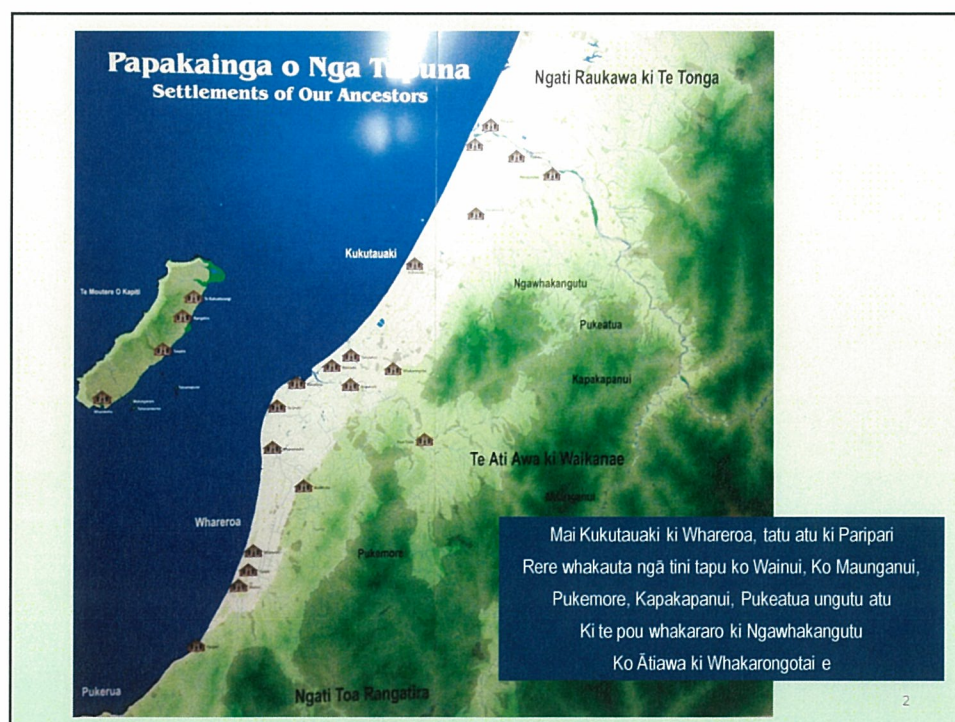 Papakainga o Nga Tupuna
Settlements of Our Ancestors
Ngati Raukawa ki Te Tonga
Kukutauaki
Te Moutere O Kapiti
Ngawhakangutu
Pukeatua
Kapakapanui
Te Ati Awa ki Waikanae
Maunganui
Whareroa
Pukemore
Pukerua
Ngati Toa Rangatira
Mai Kukutauaki ki Whareroa, tatu atu ki Paripari
Rere whakauta ngā tini tapu ko Wainui, Ko Maunganui,
Pukemore, Kapakapanui, Pukeatua ungutu atu
Ki te pou whakararo ki Ngawhakangutu
Ko Ātiawa ki Whakarongotai e
2